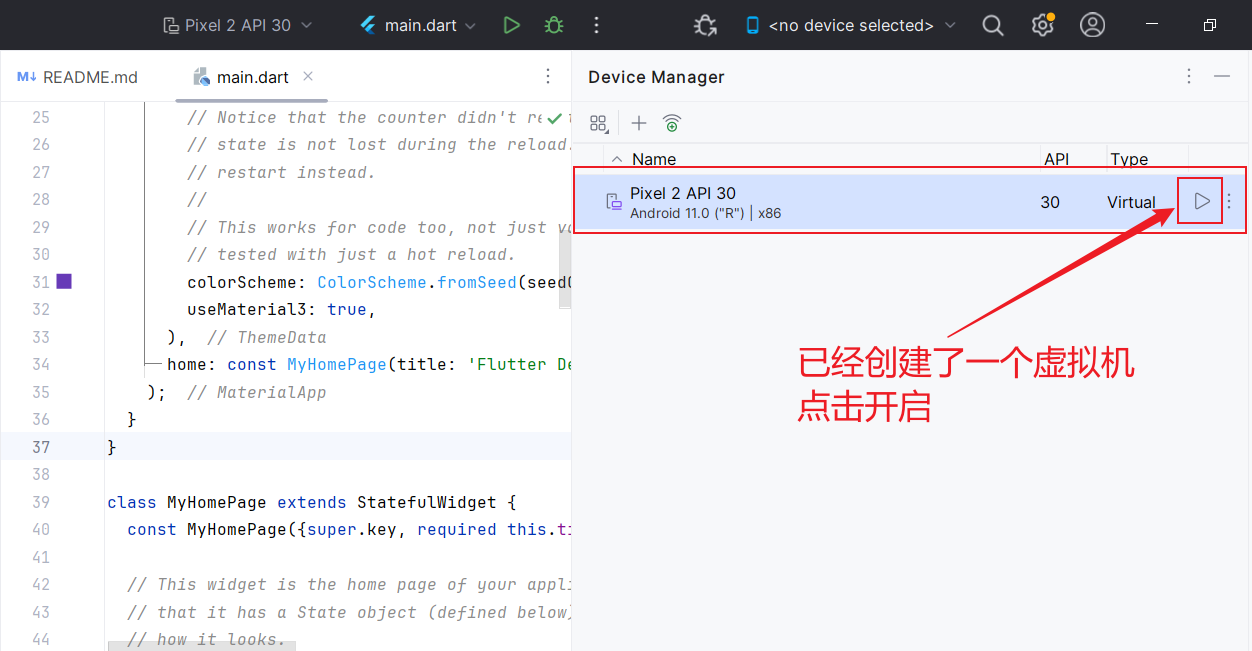 Pixel 2 API 30
main.dart
<no device selected>
M↓ README.md
main.dart
Device Manager
Name API Type
Pixel 2 API 30
Android 11.0 ("R") | x86
30
Virtual
已经创建了一个虚拟机
点击开启
25 // Notice that the counter didn't re
26 // state is not lost during the reload.
27 // restart instead.
28 //
29 // This works for code too, not just va
30 // tested with just a hot reload.
31 colorScheme: ColorScheme.fromSeed(seed
32 useMaterial3: true,
33 ), // ThemeData
34 home: const MyHomePage(title: 'Flutter De
35 ); // MaterialApp
36 }
37 }
38
39 class MyHomePage extends StatefulWidget {
40 const MyHomePage({super.key, required this.ti
41
42 // This widget is the home page of your appli
43 // that it has a State object (defined below)
44 // how it looks.